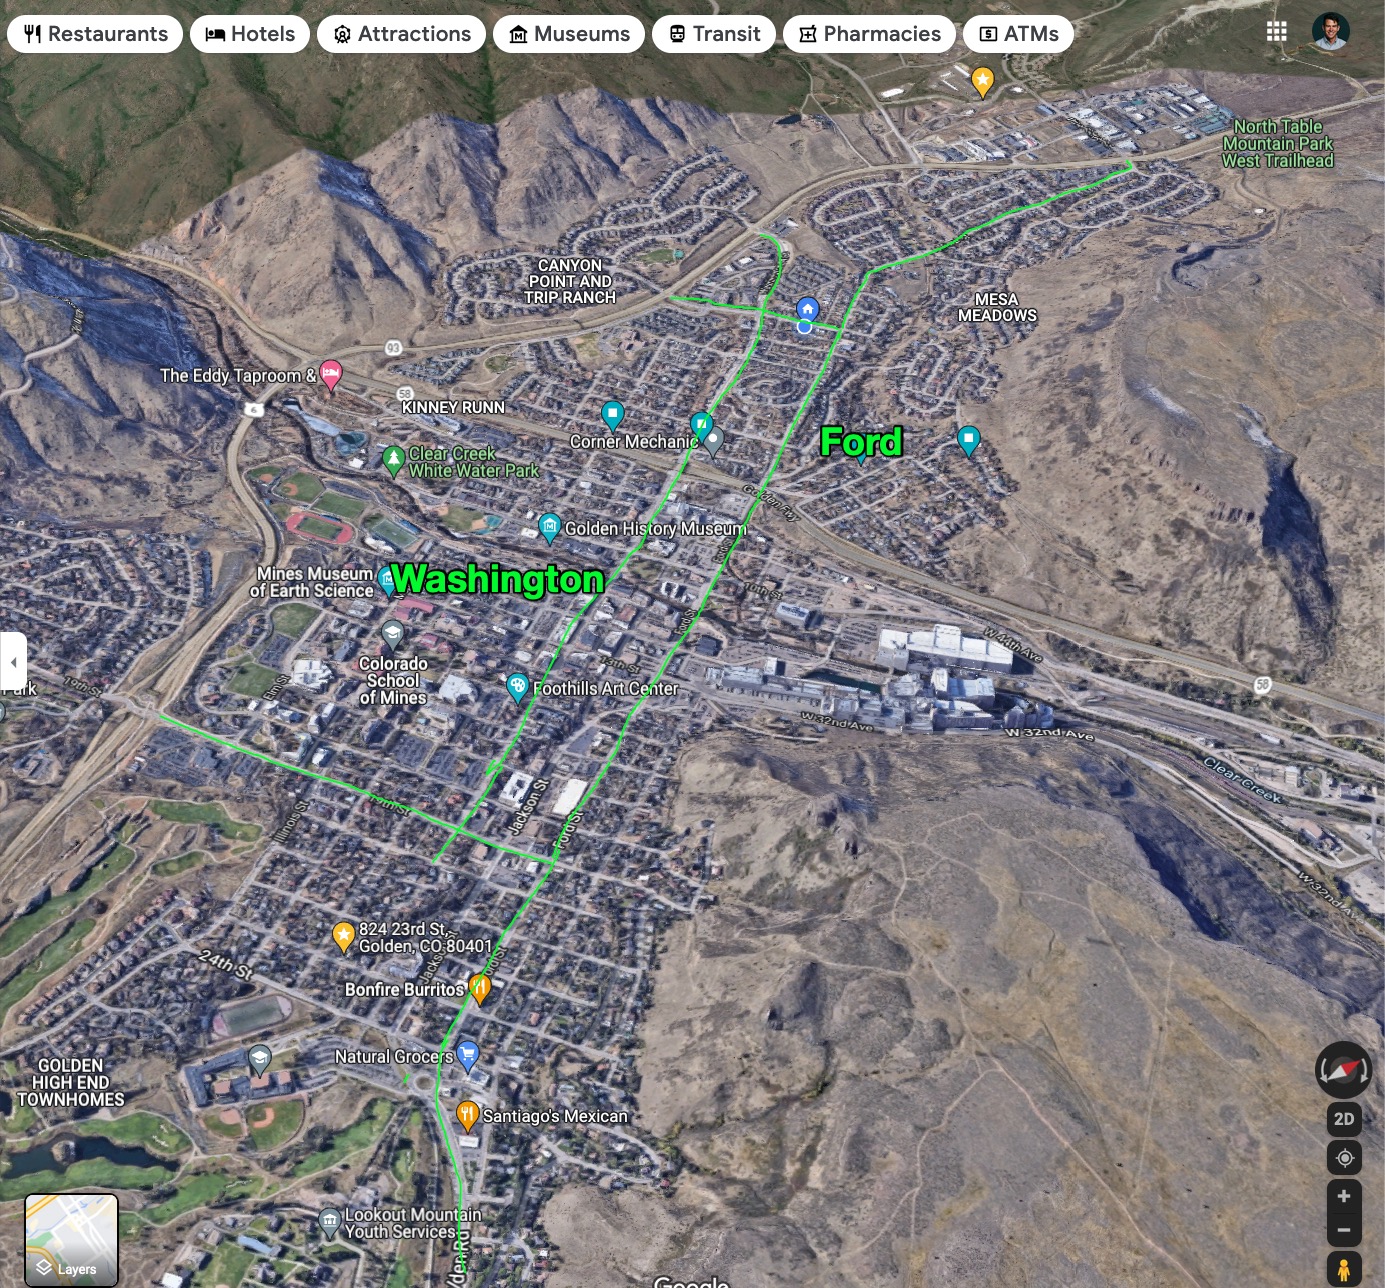 Restaurants
Hotels
Attractions
Museums
Transit
Pharmacies
ATMs
North Table
Mountain Park
West Trailhead
CANYON
POINT AND
TRIP RANCH
MESA
MEADOWS
93
The Eddy Taproom &
58
6
KINNEY RUNN
Corner Mechanic
Ford
Clear Creek
White Water Park
Golden Fwy
Golden History Museum
Ford St
Mines Museum
of Earth Science
Washington
10th St
Ford St
W 44th Ave
Colorado
School
of Mines
13th St
Foothills Art Center
58
Park
19th St
Elm St
W 32nd Ave
W 32nd Ave
Clear Creek
Jackson St
19th St
Illinois St
Ford St
W 32nd Ave
824 23rd St,
Golden, CO 80401
24th St
Bonfire Burritos
Natural Grocers
GOLDEN
HIGH END
TOWNHOMES
Santiago's Mexican
2D
Lookout Mountain
Youth Services
Layers
Google